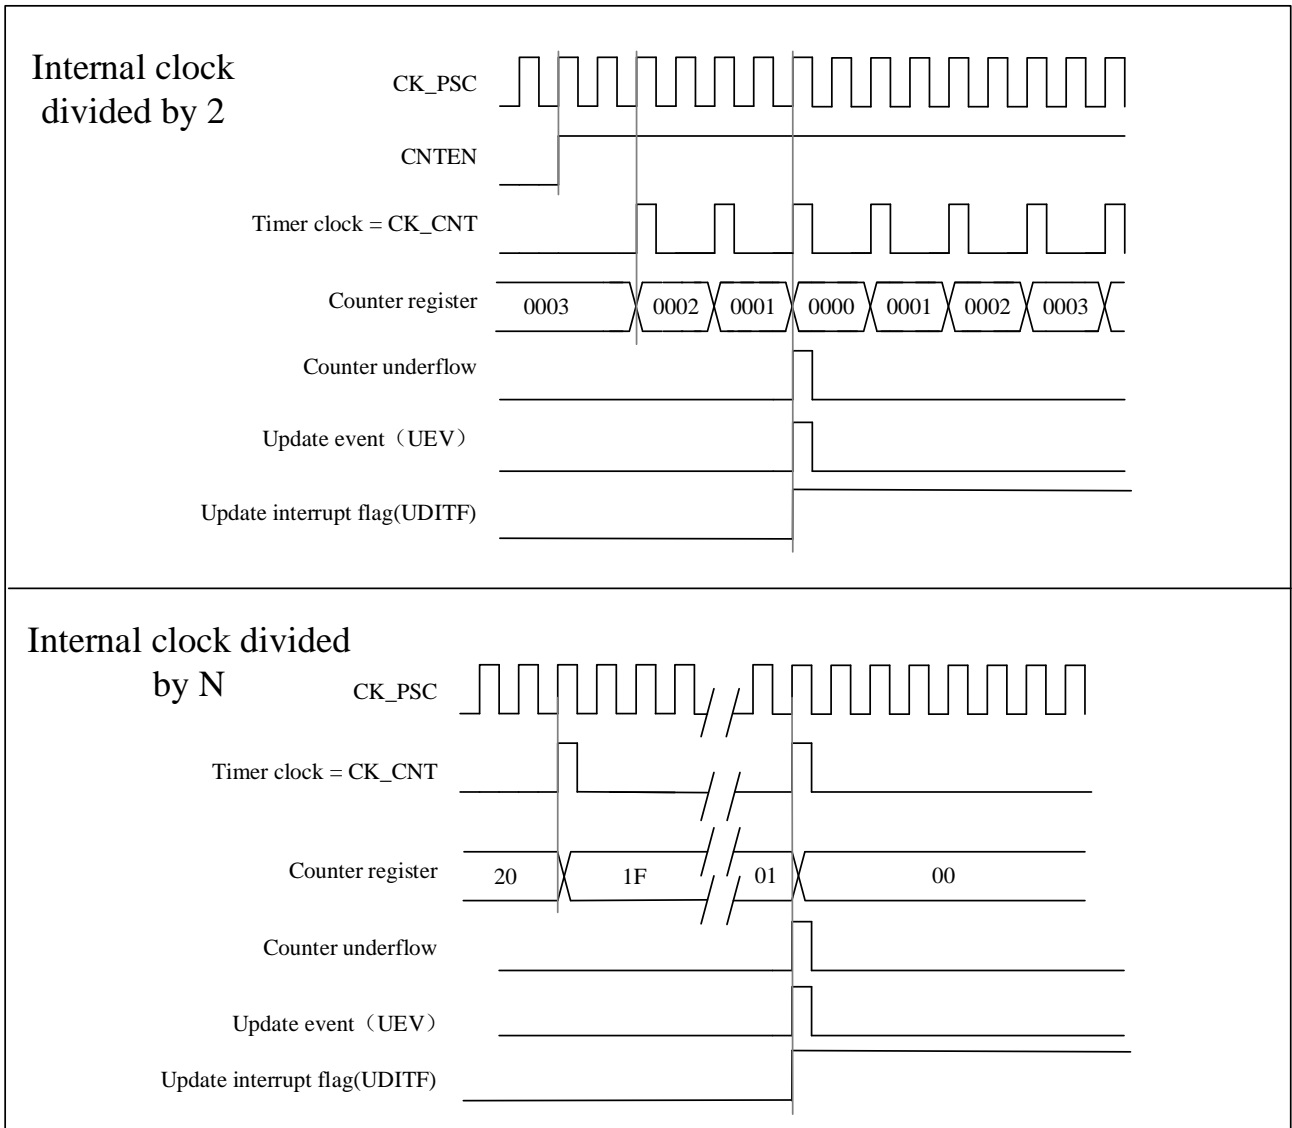 Internal clock
divided by 2
CK_PSC
CNTEN
Timer clock = CK_CNT
Counter register
0003 0002 0001 0000 0001 0002 0003
Counter underflow
Update event（UEV）
Update interrupt flag(UDITF)
Internal clock divided
by N
CK_PSC
Timer clock = CK_CNT
Counter register
20 1F 01 00
Counter underflow
Update event（UEV）
Update interrupt flag(UDITF)